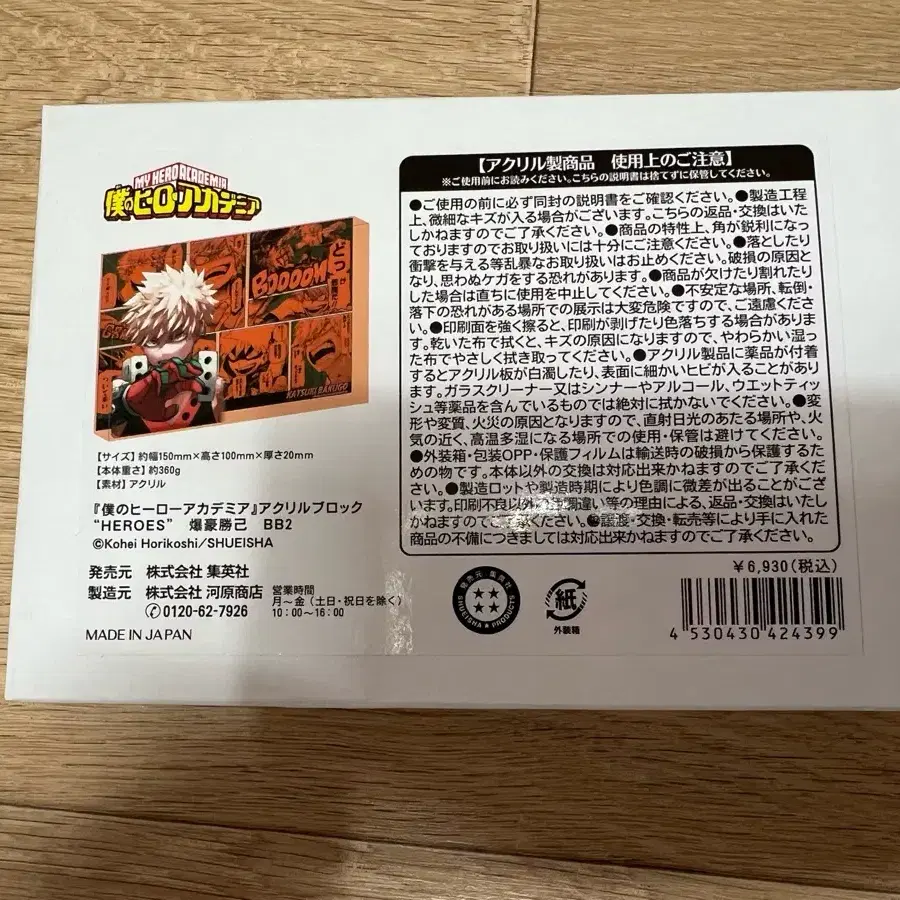 MY HERO ACADEMIA
僕のヒーローアカデミア
BOOOOM
どっ
KATSUKI BAKUGO
【サイズ】約幅150mm×高さ100mm×厚さ20mm
【本体重さ】約360g
【素材】アクリル
『僕のヒーローアカデミア』アクリルブロック
“HEROES” 爆豪勝己 BB2
©Kohei Horikoshi/SHUEISHA
発売元 株式会社 集英社
製造元 株式会社 河原商店
0120-62-7926
営業時間
月~金(土日・祝日を除く)
10:00~16:00
MADE IN JAPAN
【アクリル製商品 使用上のご注意】
※ご使用前にお読みください。こちらの説明書は捨てずに保管してください。
●ご使用の前に必ず同封の説明書をご確認ください。●製造工程
上、微細なキズが入る場合がございます。こちらの返品・交換はいた
しかねますのでご了承ください。●商品の特性上、角が鋭利になっ
ておりますのでお取り扱いには十分にご注意ください。●落としたり
衝撃を与える等乱暴なお取り扱いはお止めください。破損の原因と
なり、思わぬケガをする恐れがあります。●商品が欠けたり割れたり
した場合は直ちに使用を中止してください。●不安定な場所、転倒・
落下の恐れがある場所での展示は大変危険ですので、ご遠慮くださ
い。●印刷面を強く擦ると、印刷が剥げたり色落ちする場合がありま
す。乾いた布で拭くと、キズの原因になりますので、やわらかい湿っ
た布でやさしく拭き取ってください。●アクリル製品に薬品が付着
するとアクリル板が白濁したり、表面に細かいヒビが入ることがあり
ます。ガラスクリーナー又はシンナーやアルコール、ウエットティッ
シュ等薬品を含んでいるものでは絶対に拭かないでください。●変
形や変質、火災の原因となりますので、直射日光のあたる場所や、火
気の近く、高温多湿になる場所での使用・保管は避けてください。
●外装箱・包装OPP・保護フィルムは輸送時の破損から保護するた
めの物です。本体以外の交換は対応出来かねますのでご了承くださ
い。●製造ロットや製造時期により色調に微差が出ることがござ
います。印刷不良以外の色調違い等の理由による、返品・交換はいたし
かねますのでご了承ください。●譲渡・交換・転売等により手に入れた
商品の不備につきましては対応出来かねますのでご了承ください。
¥6,930(税込)
発売元 集英社
SHUEISHA PRODUCTS
紙
外装箱
4 530430 424399